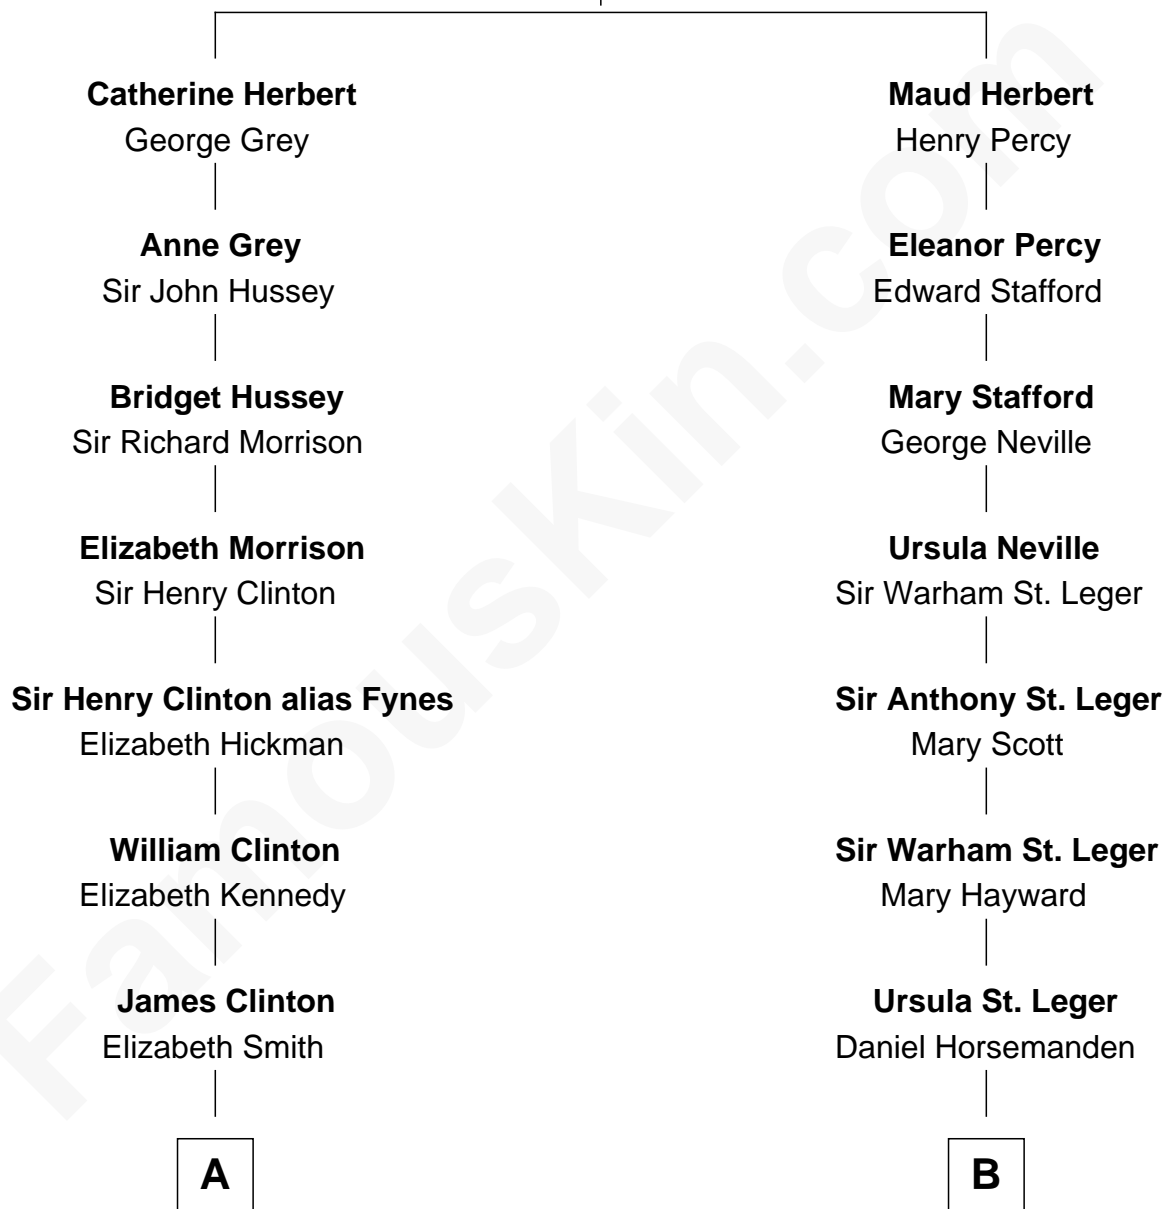 Catherine Herbert
George Grey
Maud Herbert
Henry Percy
Anne Grey
Sir John Hussey
Eleanor Percy
Edward Stafford
Bridget Hussey
Sir Richard Morrison
Mary Stafford
George Neville
Elizabeth Morrison
Sir Henry Clinton
Ursula Neville
Sir Warham St. Leger
Sir Henry Clinton alias Fynes
Elizabeth Hickman
Sir Anthony St. Leger
Mary Scott
William Clinton
Elizabeth Kennedy
Sir Warham St. Leger
Mary Hayward
James Clinton
Elizabeth Smith
Ursula St. Leger
Daniel Horsemanden
A
B
FamousKin.com